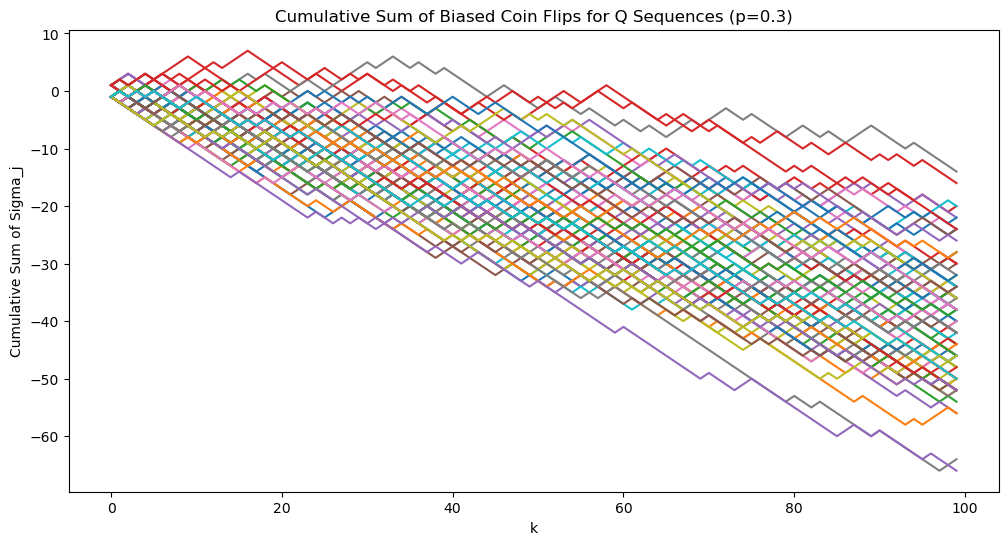 Cumulative Sum of Biased Coin Flips for Q Sequences (p=0.3)
10
0
−10
−20
−30
−40
−50
−60
Cumulative Sum of Sigma_j
0 20 40 60 80 100
k